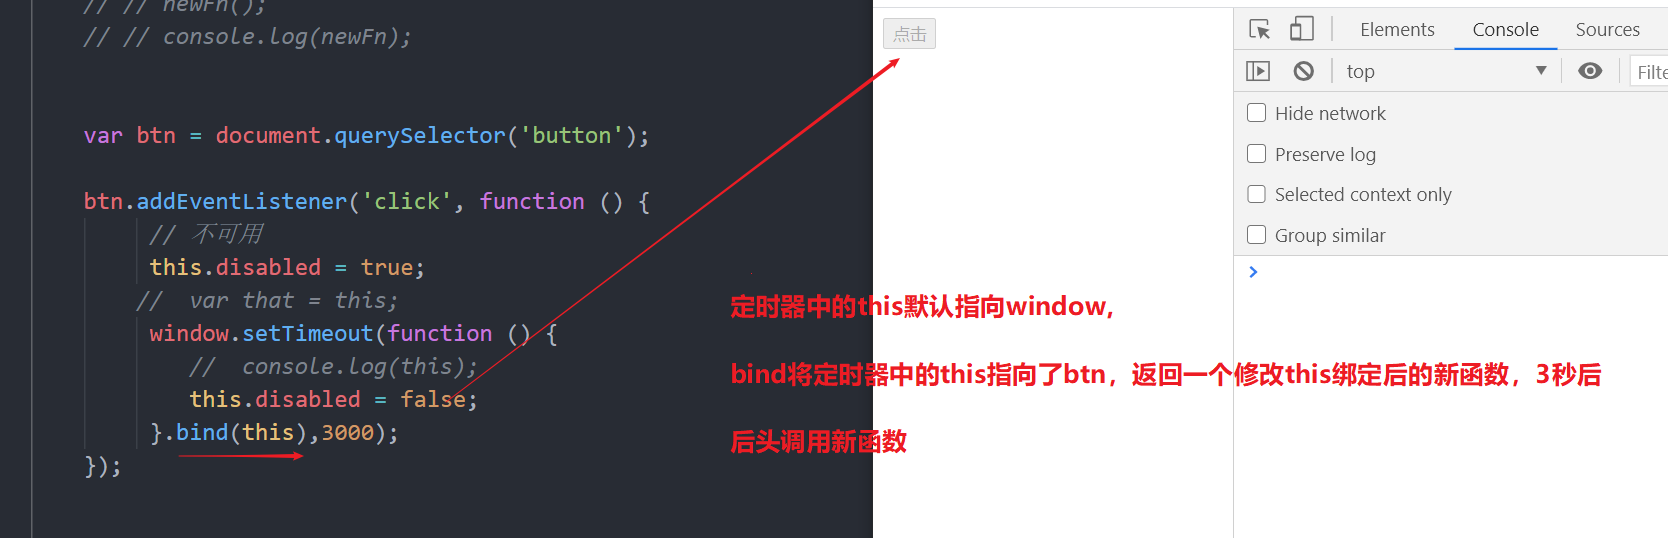 // // newFn();
// // console.log(newFn);
var btn = document.querySelector('button');
btn.addEventListener('click', function () {
// 不可用
this.disabled = true;
// var that = this;
window.setTimeout(function () {
// console.log(this);
this.disabled = false;
}.bind(this),3000);
});
点击
定时器中的this默认指向window,
bind将定时器中的this指向了btn，返回一个修改this绑定后的新函数，3秒后
后头调用新函数
Elements Console Sources
top ▼ Filte
Hide network
Preserve log
Selected context only
Group similar
>